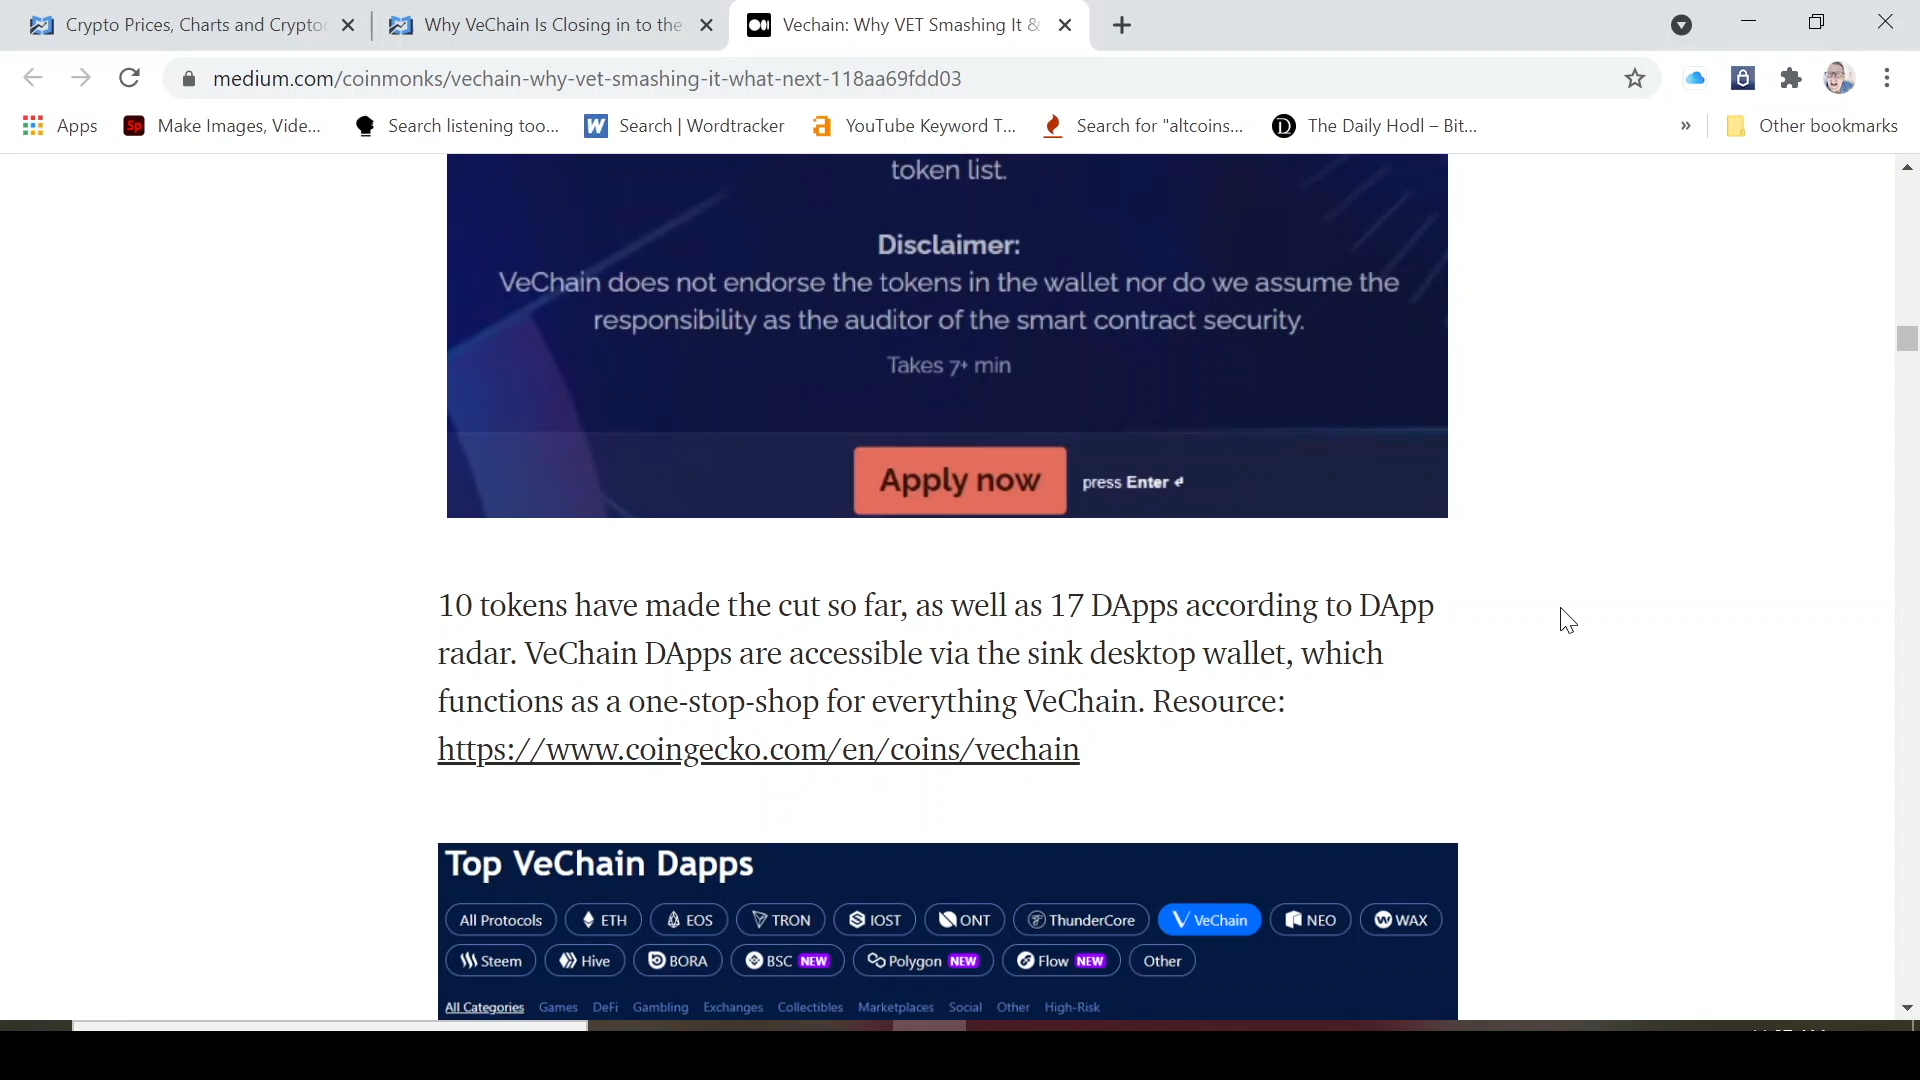 Crypto Prices, Charts and Crypto
Why VeChain Is Closing in to the
Vechain: Why VET Smashing It &
medium.com/coinmonks/vechain-why-vet-smashing-it-what-next-118aa69fdd03
Apps
Sp
Make Images, Vide...
Search listening too...
W
Search | Wordtracker
a
YouTube Keyword T...
Search for "altcoins...
D
The Daily Hodl – Bit...
»
Other bookmarks
token list.
Disclaimer:
VeChain does not endorse the tokens in the wallet nor do we assume the
responsibility as the auditor of the smart contract security.
Takes 7+ min
Apply now
press Enter ↵
10 tokens have made the cut so far, as well as 17 DApps according to DApp
radar. VeChain DApps are accessible via the sink desktop wallet, which
functions as a one-stop-shop for everything VeChain. Resource:
https://www.coingecko.com/en/coins/vechain
Top VeChain Dapps
All Protocols ETH EOS TRON IOST ONT ThunderCore VeChain NEO WAX
Steem Hive BORA BSC NEW Polygon NEW Flow NEW Other
All Categories Games DeFi Gambling Exchanges Collectibles Marketplaces Social Other High-Risk